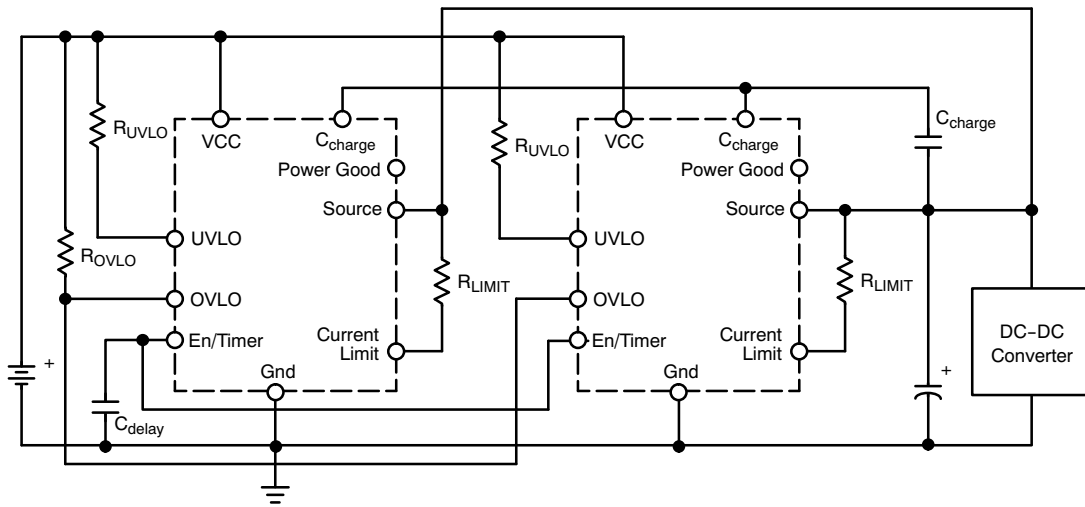 R_UVLO
R_OVLO
VCC
C_charge
Power Good
Source
UVLO
OVLO
En/Timer
Current
Limit
Gnd
R_LIMIT
C_delay
+
R_UVLO
VCC
C_charge
Power Good
Source
UVLO
OVLO
En/Timer
Current
Limit
Gnd
R_LIMIT
C_charge
+
DC-DC
Converter